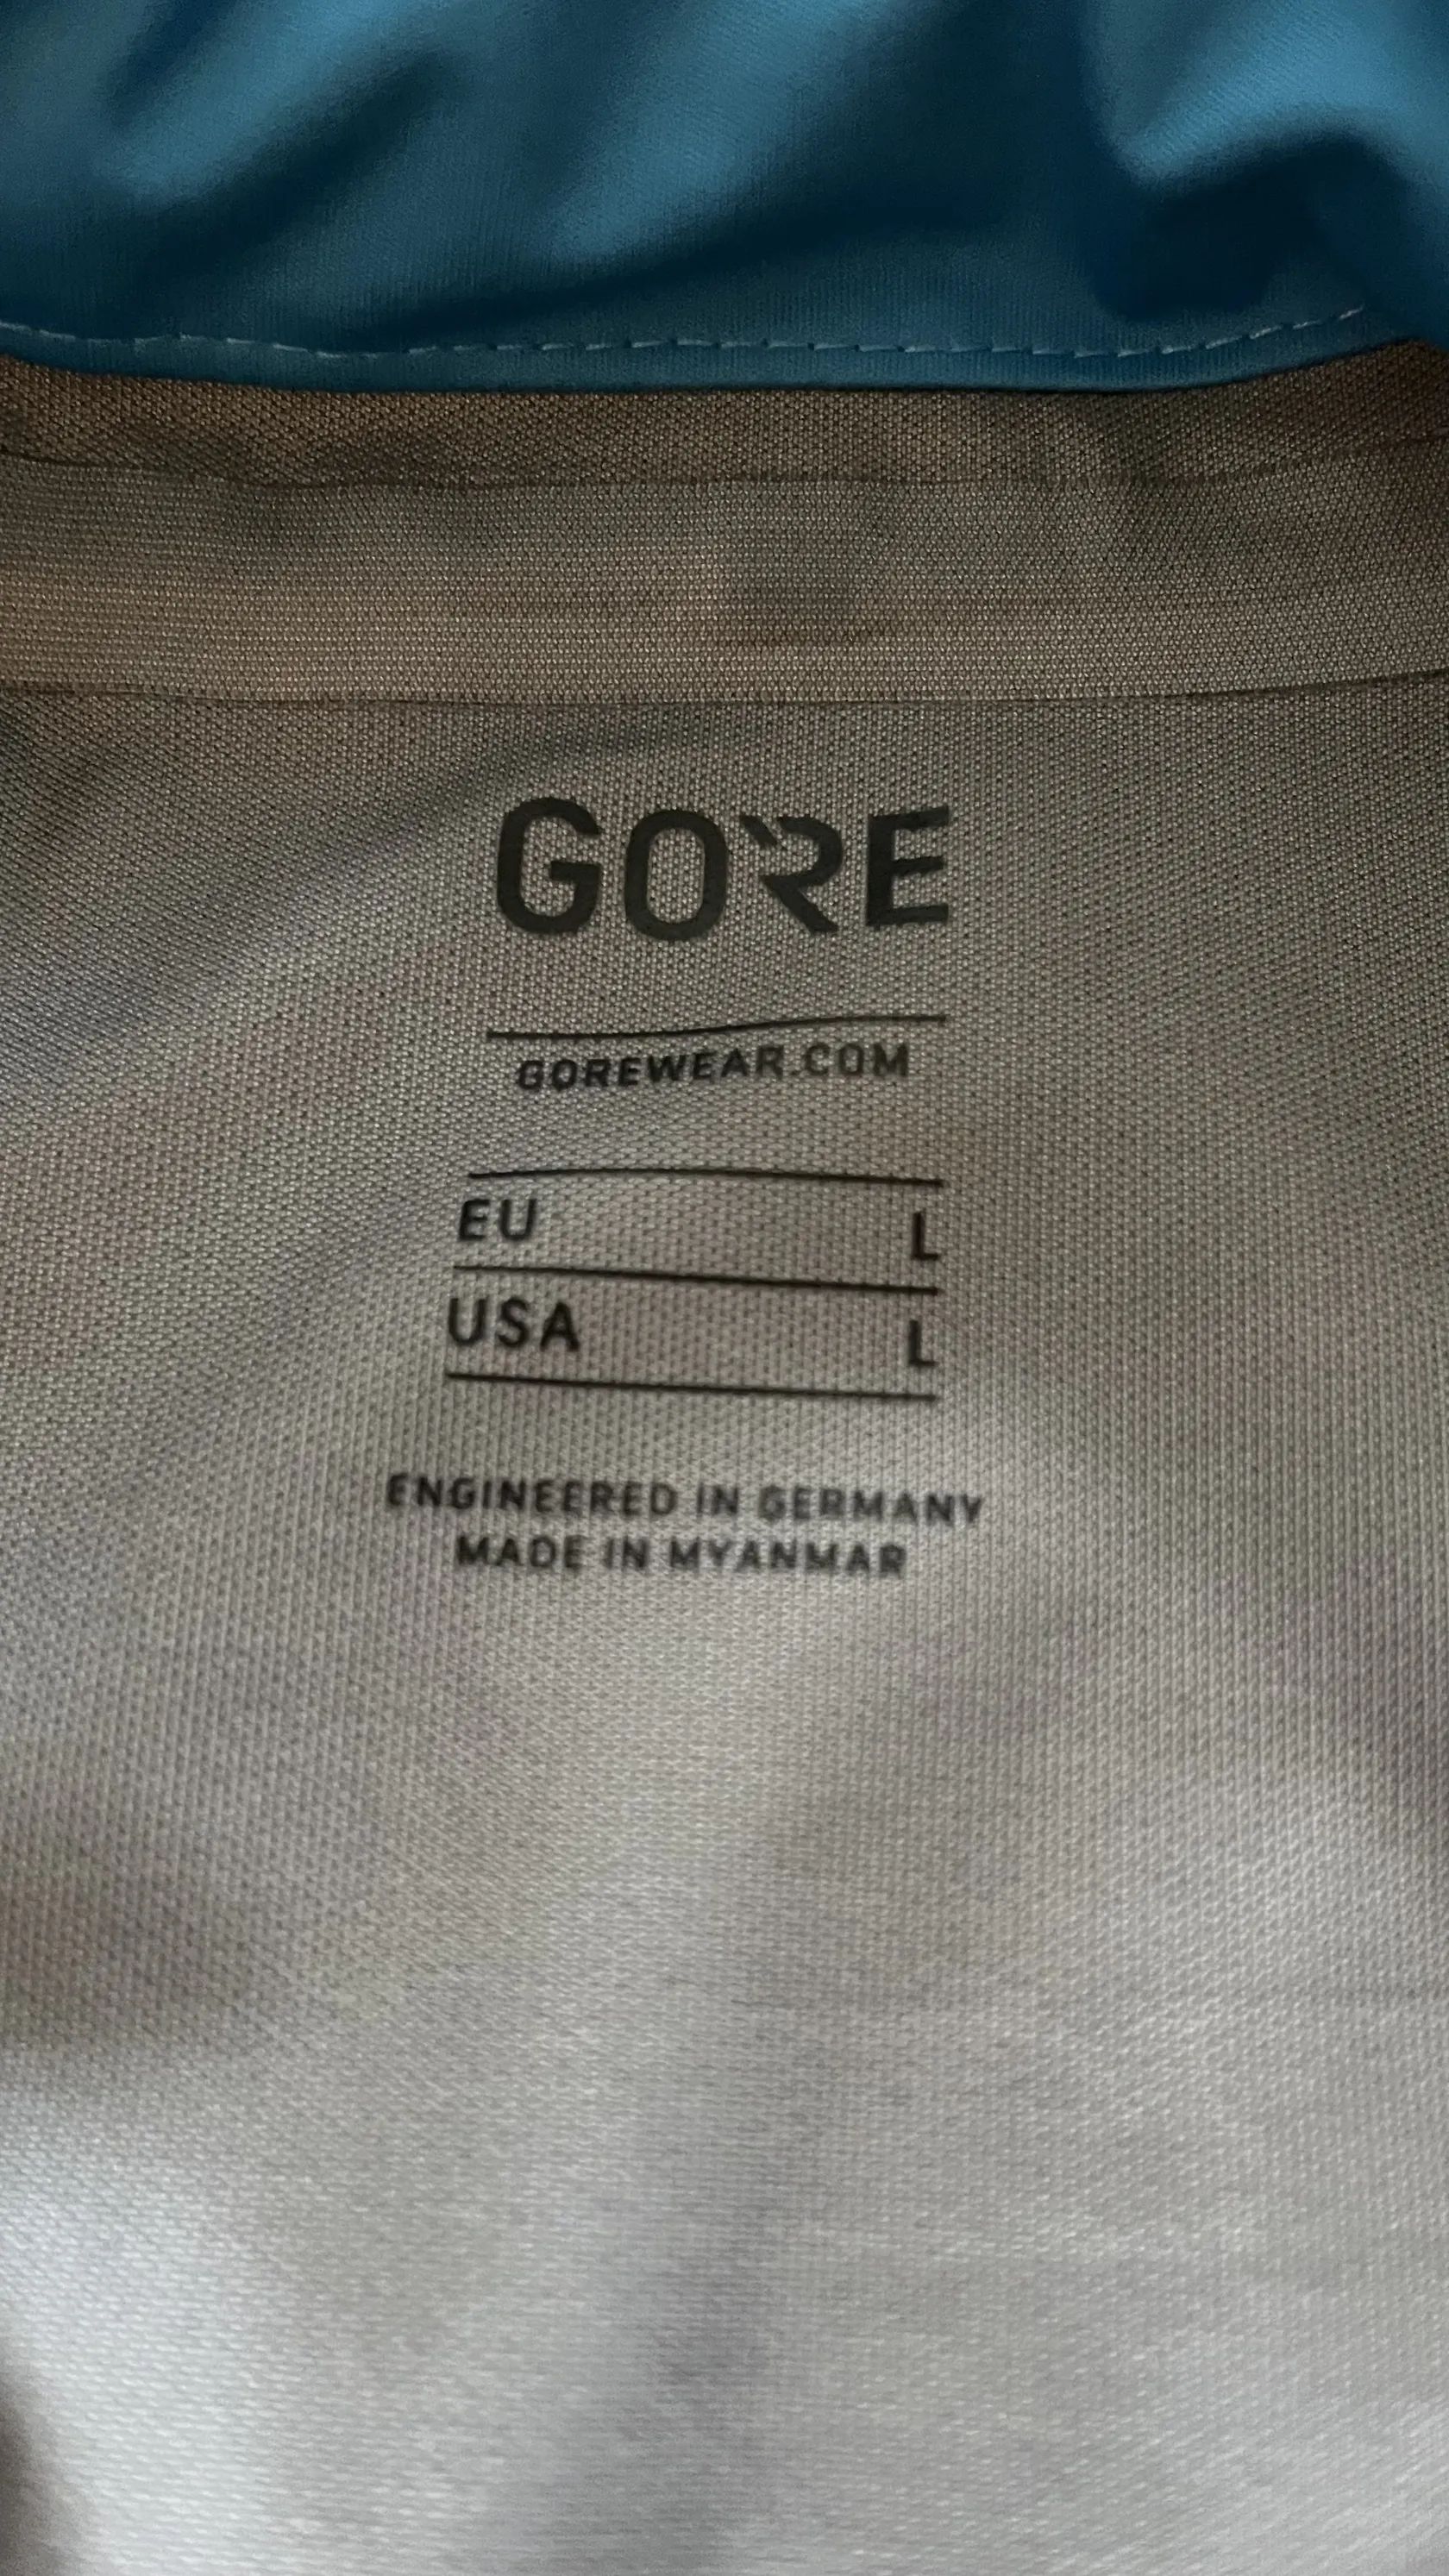 GORE
GOREWEAR.COM
EU L
USA L
ENGINEERED IN GERMANY
MADE IN MYANMAR